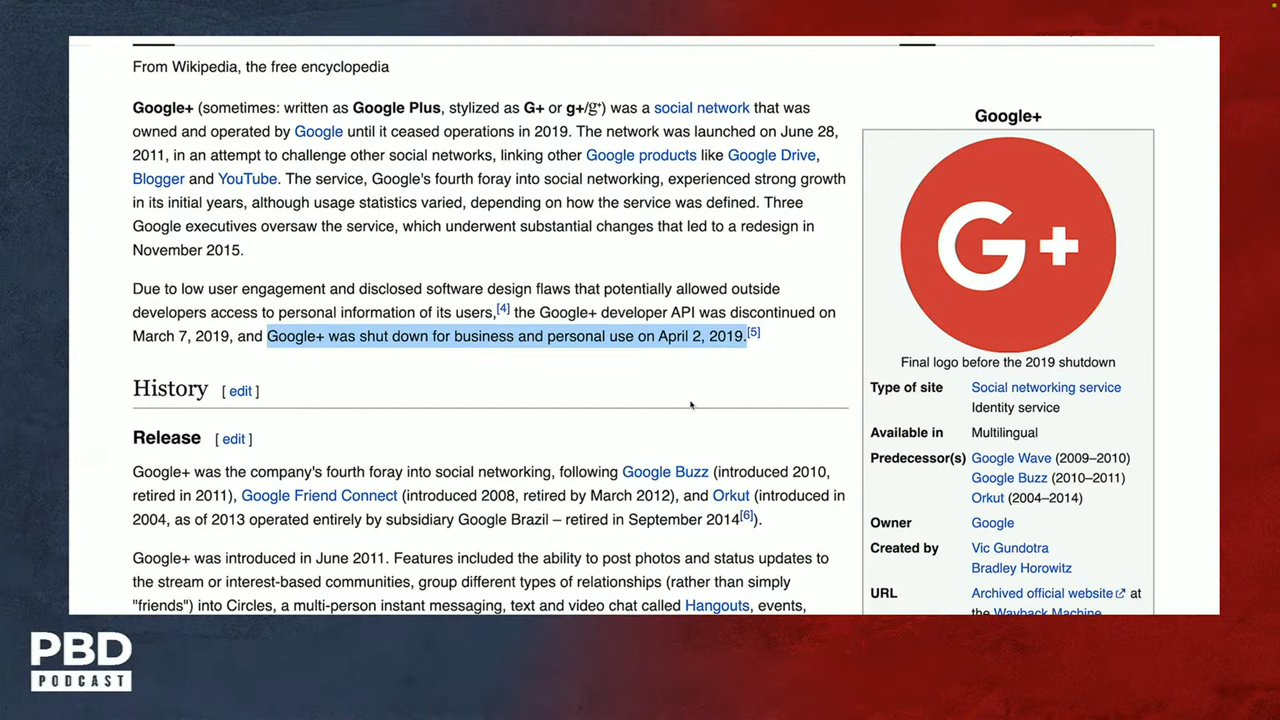 From Wikipedia, the free encyclopedia
Google+ (sometimes: written as Google Plus, stylized as G+ or g+/g⁺) was a social network that was
owned and operated by Google until it ceased operations in 2019. The network was launched on June 28,
2011, in an attempt to challenge other social networks, linking other Google products like Google Drive,
Blogger and YouTube. The service, Google's fourth foray into social networking, experienced strong growth
in its initial years, although usage statistics varied, depending on how the service was defined. Three
Google executives oversaw the service, which underwent substantial changes that led to a redesign in
November 2015.
Due to low user engagement and disclosed software design flaws that potentially allowed outside
developers access to personal information of its users,[4] the Google+ developer API was discontinued on
March 7, 2019, and Google+ was shut down for business and personal use on April 2, 2019.[5]
History [ edit ]
Release [ edit ]
Google+ was the company's fourth foray into social networking, following Google Buzz (introduced 2010,
retired in 2011), Google Friend Connect (introduced 2008, retired by March 2012), and Orkut (introduced in
2004, as of 2013 operated entirely by subsidiary Google Brazil – retired in September 2014[6]).
Google+ was introduced in June 2011. Features included the ability to post photos and status updates to
the stream or interest-based communities, group different types of relationships (rather than simply
"friends") into Circles, a multi-person instant messaging, text and video chat called Hangouts, events,
Google+
G+
Final logo before the 2019 shutdown
Type of site Social networking service
Identity service
Available in Multilingual
Predecessor(s) Google Wave (2009–2010)
Google Buzz (2010–2011)
Orkut (2004–2014)
Owner Google
Created by Vic Gundotra
Bradley Horowitz
URL Archived official website at
the Wayback Machine
PBD
PODCAST